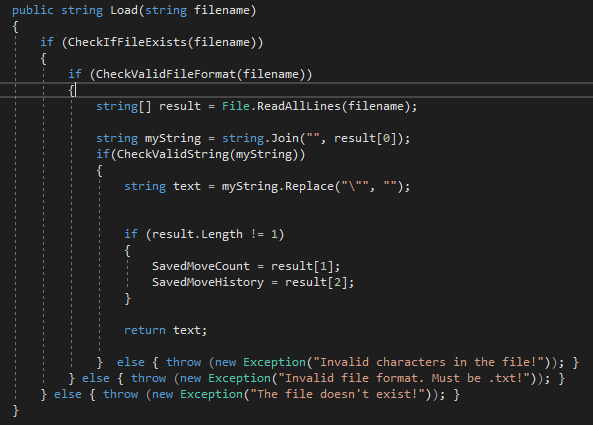 public string Load(string filename)
{
if (CheckIfFileExists(filename))
{
if (CheckValidFileFormat(filename))
{
string[] result = File.ReadAllLines(filename);
string myString = string.Join("", result[0]);
if(CheckValidString(myString))
{
string text = myString.Replace("\"", "");
if (result.Length != 1)
{
SavedMoveCount = result[1];
SavedMoveHistory = result[2];
}
return text;
}  else { throw (new Exception("Invalid characters in the file!")); }
} else { throw (new Exception("Invalid file format. Must be .txt!")); }
} else { throw (new Exception("The file doesn't exist!")); }
}